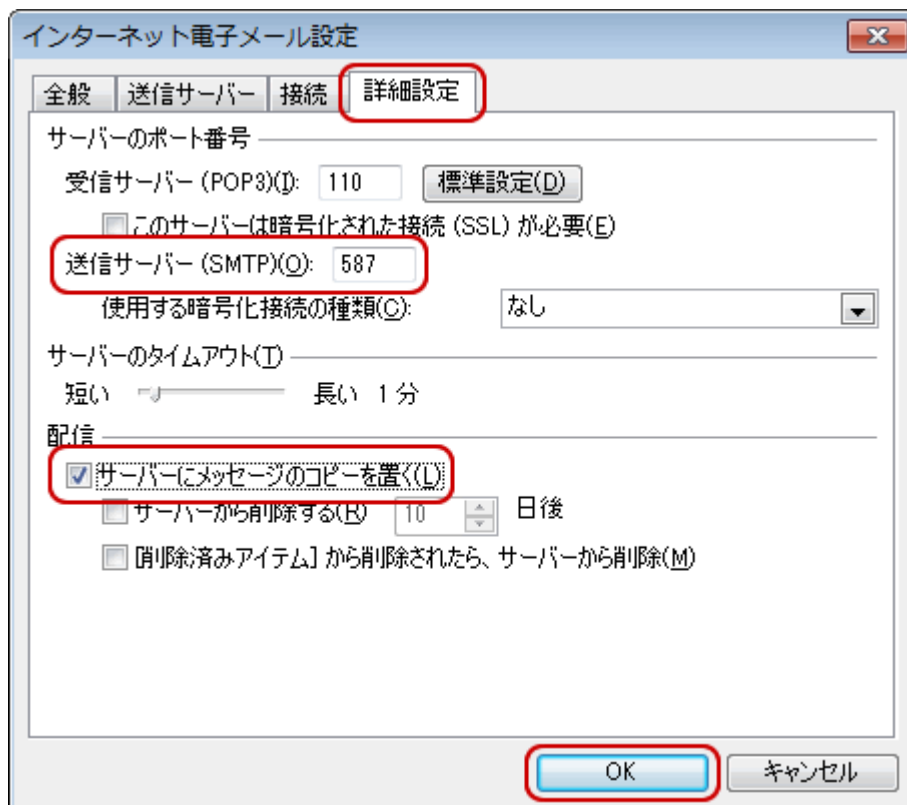 インターネット電子メール設定
全般 送信サーバー 接続 詳細設定
サーバーのポート番号
受信サーバー (POP3)(I): 110 標準設定(D)
このサーバーは暗号化された接続 (SSL) が必要(E)
送信サーバー (SMTP)(O): 587
使用する暗号化接続の種類(C): なし
サーバーのタイムアウト(T)
短い 長い 1 分
配信
サーバーにメッセージのコピーを置く(L)
サーバーから削除する(R) 10 日後
[削除済みアイテム] から削除されたら、サーバーから削除(M)
OK キャンセル